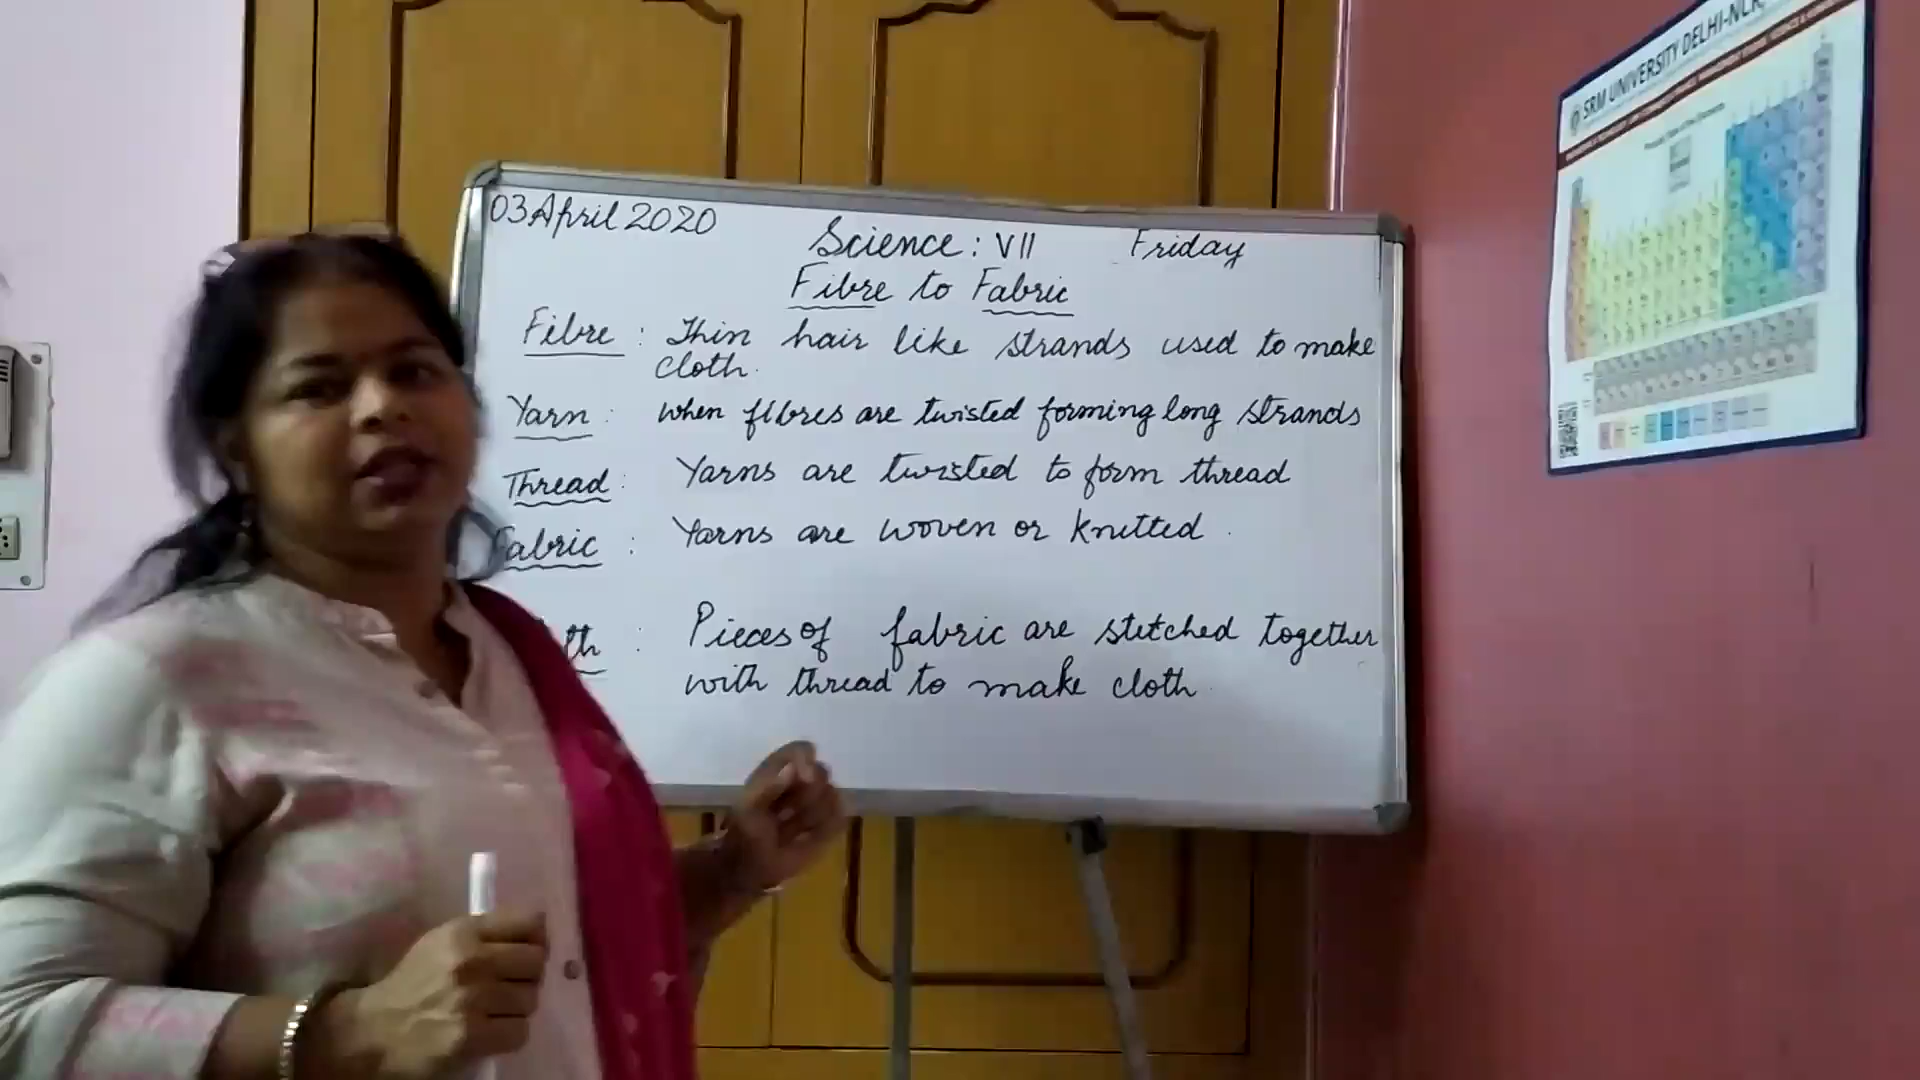 03 April 2020
Science: VII Friday
Fibre to Fabric
Fibre : Thin hair like strands used to make
cloth.
Yarn : when fibres are twisted forming long strands
Thread : Yarns are twisted to form thread
Fabric : Yarns are woven or knitted .
th : Pieces of fabric are stitched together
with thread to make cloth.
SRM UNIVERSITY DELHI-NCR,